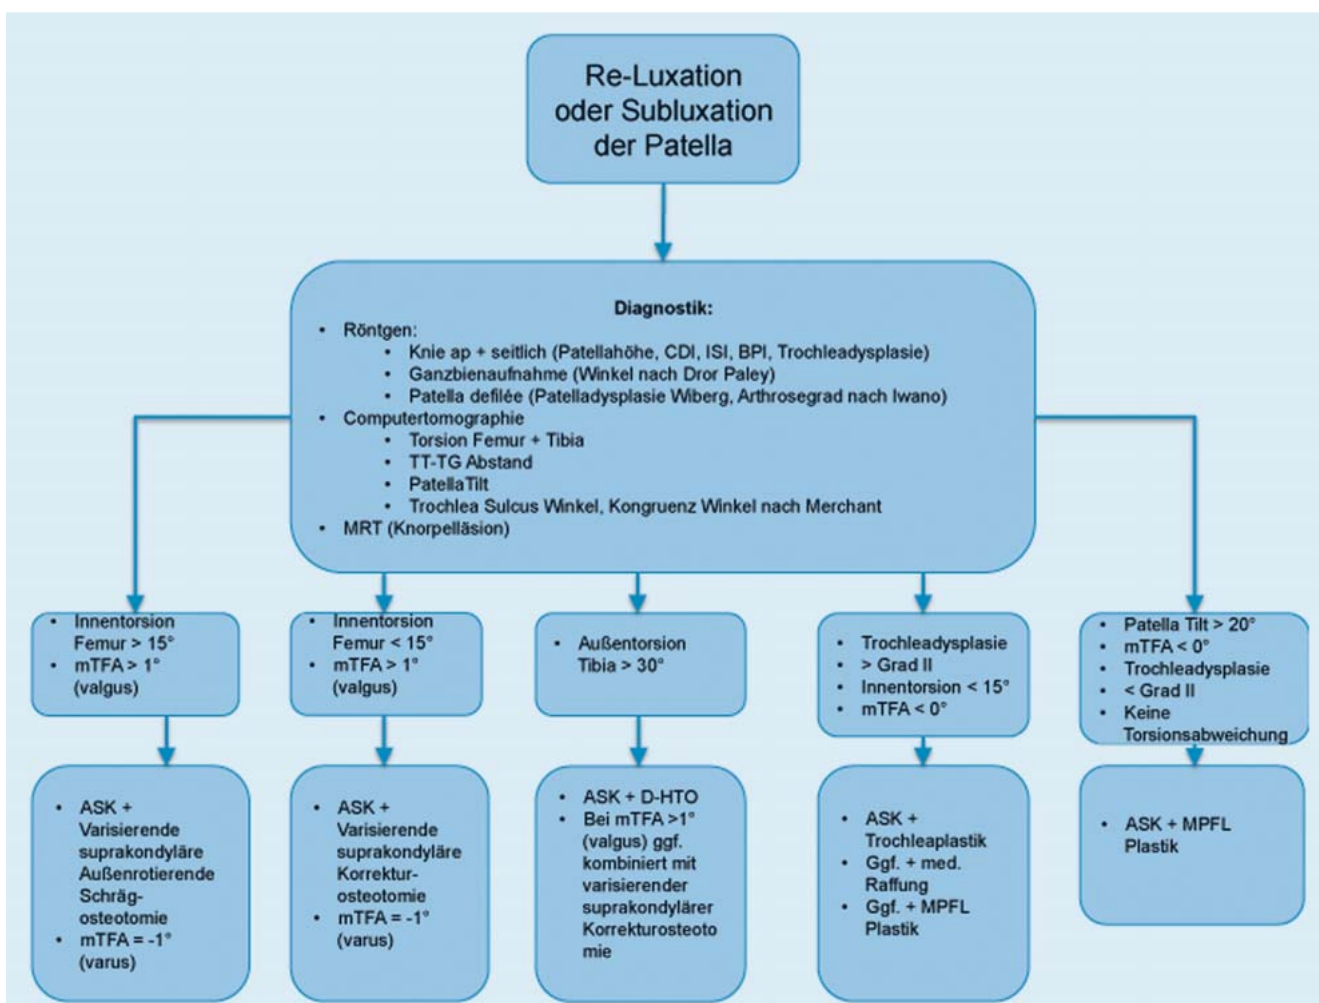 Re-Luxation
oder Subluxation
der Patella
Diagnostik:
• Röntgen:
• Knie ap + seitlich (Patellahöhe, CDI, ISI, BPI, Trochleadysplasie)
• Ganzbienaufnahme (Winkel nach Dror Paley)
• Patella defilée (Patelladysplasie Wiberg, Arthrosegrad nach Iwano)
• Computertomographie
• Torsion Femur + Tibia
• TT-TG Abstand
• PatellaTilt
• Trochlea Sulcus Winkel, Kongruenz Winkel nach Merchant
• MRT (Knorpelläsion)
• Innentorsion
Femur > 15°
• mTFA > 1°
(valgus)
• Innentorsion
Femur < 15°
• mTFA > 1°
(valgus)
• Außentorsion
Tibia > 30°
• Trochleadysplasie
• > Grad II
• Innentorsion < 15°
• mTFA < 0°
• Patella Tilt > 20°
• mTFA < 0°
• Trochleadysplasie
• < Grad II
• Keine
Torsionsabweichung
• ASK +
Varisierende
suprakondyläre
Außenrotierende
Schräg-
osteotomie
• mTFA = -1°
(varus)
• ASK +
Varisierende
suprakondyläre
Korrektur-
osteotomie
• mTFA = -1°
(varus)
• ASK + D-HTO
• Bei mTFA >1°
(valgus) ggf.
kombiniert mit
varisierender
suprakondylärer
Korrekturosteoto
mie
• ASK +
Trochleaplastik
• Ggf. + med.
Raffung
• Ggf. + MPFL
Plastik
• ASK + MPFL
Plastik